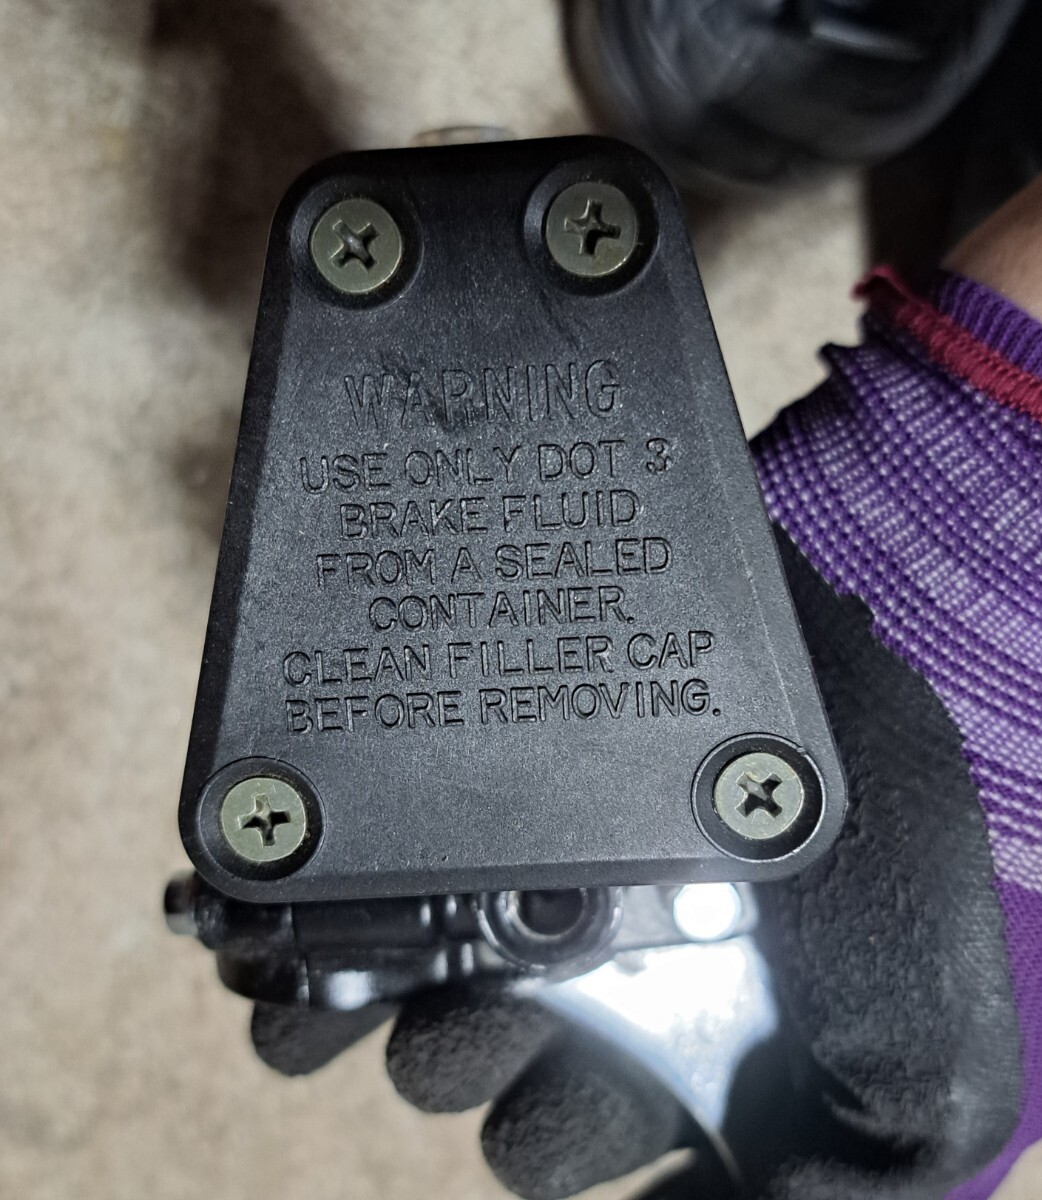 WARNING
USE ONLY DOT 3
BRAKE FLUID
FROM A SEALED
CONTAINER.
CLEAN FILLER CAP
BEFORE REMOVING.